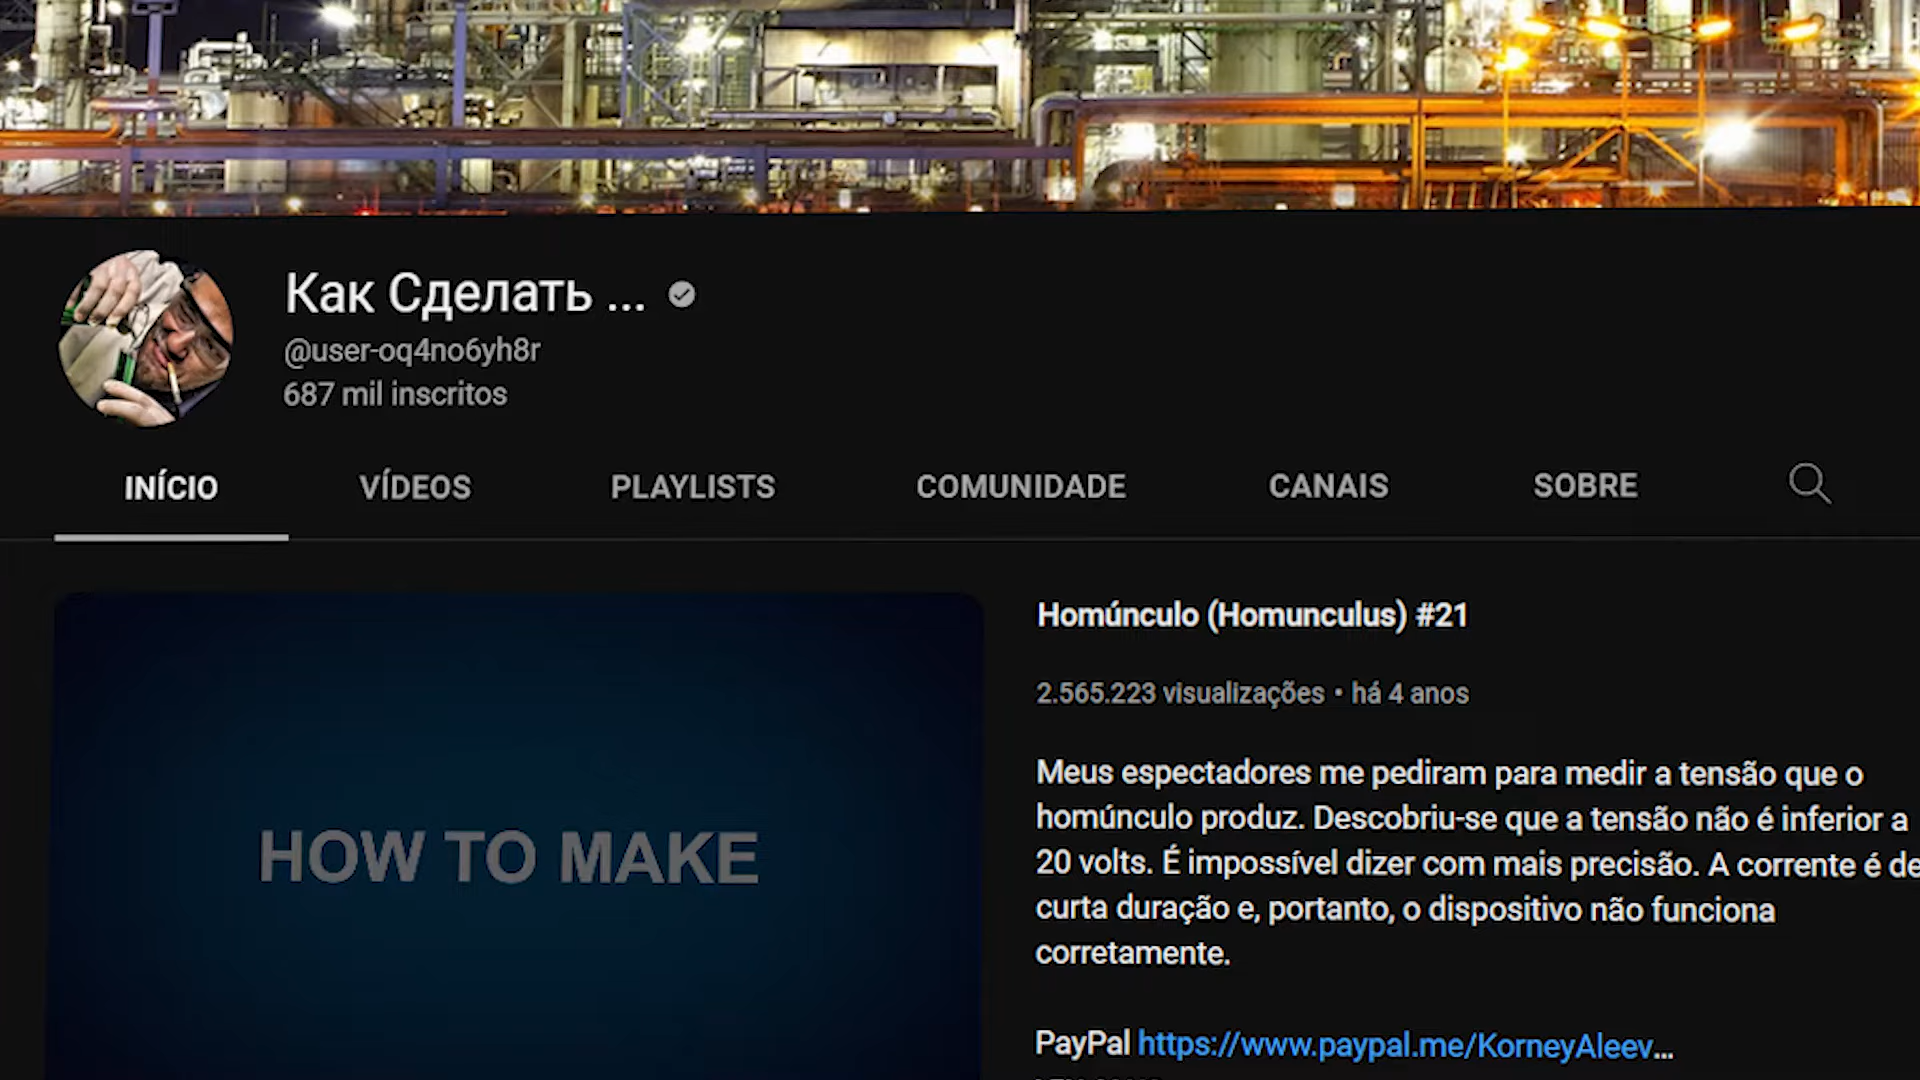 Как Сделать ...
@user-oq4no6yh8r
687 mil inscritos
INÍCIO VÍDEOS PLAYLISTS COMUNIDADE CANAIS SOBRE
HOW TO MAKE
Homúnculo (Homunculus) #21
2.565.223 visualizações • há 4 anos
Meus espectadores me pediram para medir a tensão que o
homúnculo produz. Descobriu-se que a tensão não é inferior a
20 volts. É impossível dizer com mais precisão. A corrente é de
curta duração e, portanto, o dispositivo não funciona
corretamente.
PayPal https://www.paypal.me/KorneyAleev...